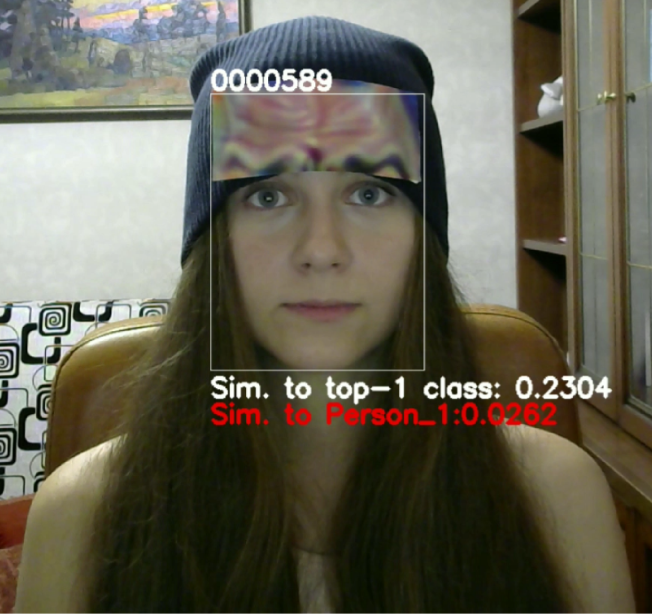 0000589
Sim. to top-1 class: 0.2304
Sim. to Person_1:0.0262